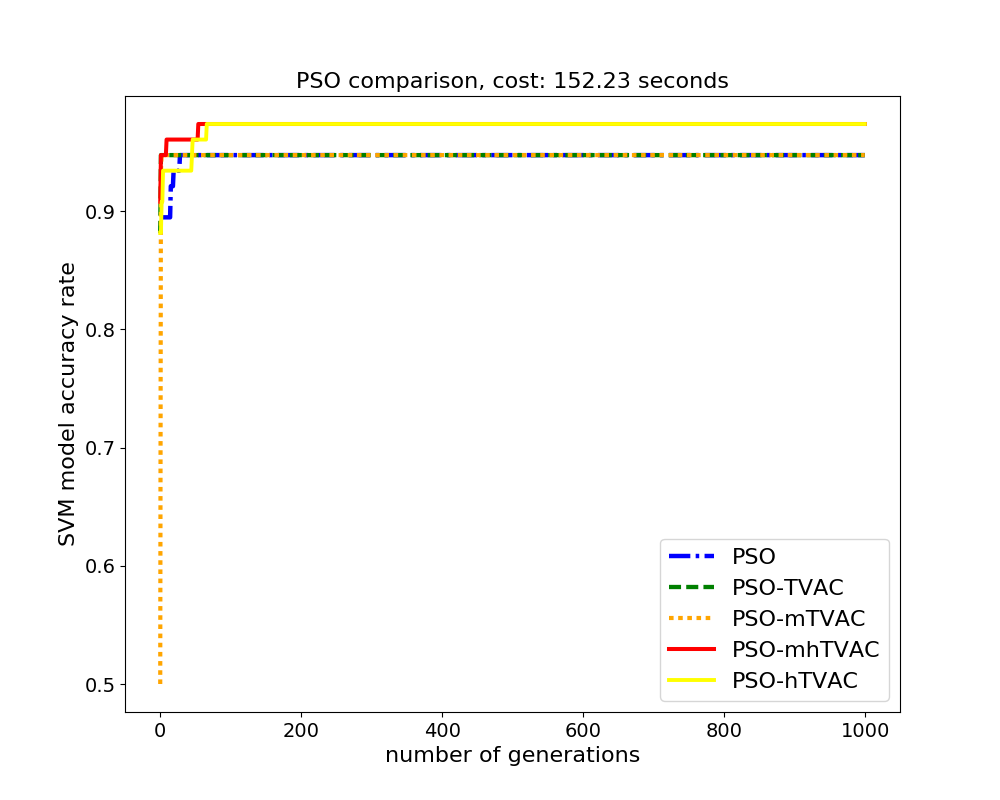 PSO comparison, cost: 152.23 seconds
SVM model accuracy rate
0.9
0.8
0.7
0.6
0.5
0 200 400 600 800 1000
number of generations
PSO
PSO-TVAC
PSO-mTVAC
PSO-mhTVAC
PSO-hTVAC